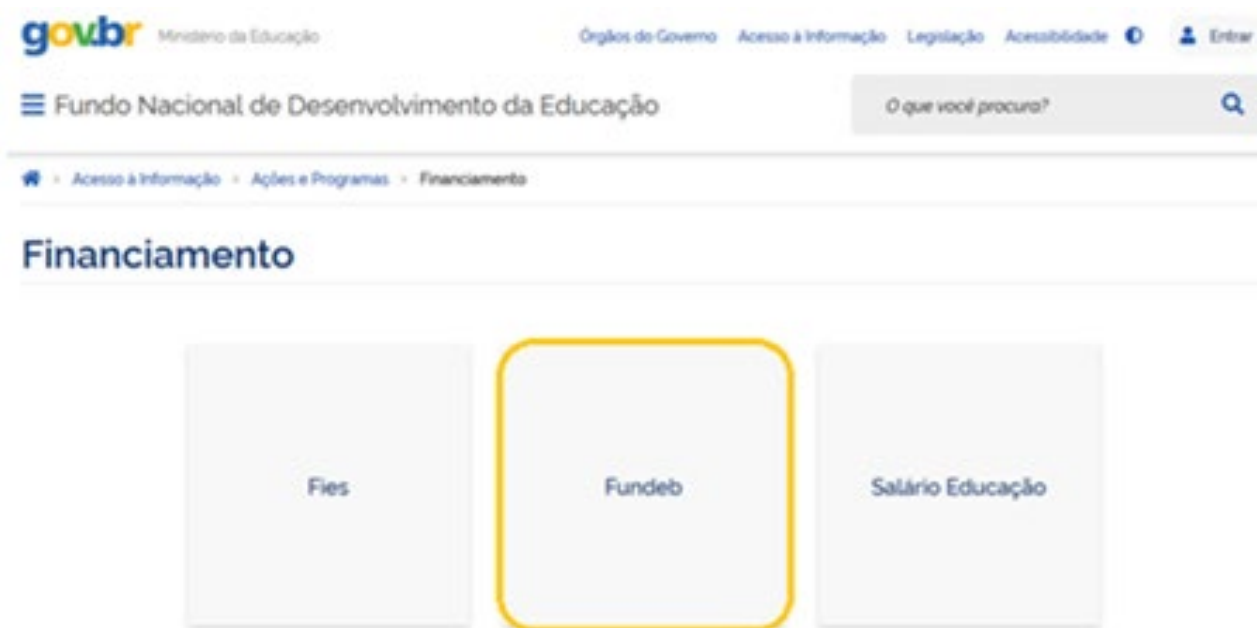 gov.br Ministério da Educação Órgãos do Governo Acesso à Informação Legislação Acessibilidade Entrar
Fundo Nacional de Desenvolvimento da Educação O que você procura?
Acesso à Informação > Ações e Programas > Financiamento
Financiamento
Fies Fundeb Salário Educação